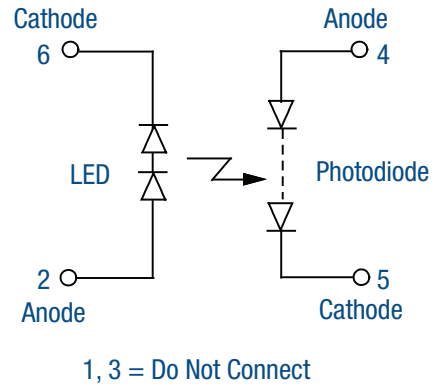 Cathode
6
Anode
4
LED
Photodiode
2
Anode
5
Cathode
1, 3 = Do Not Connect